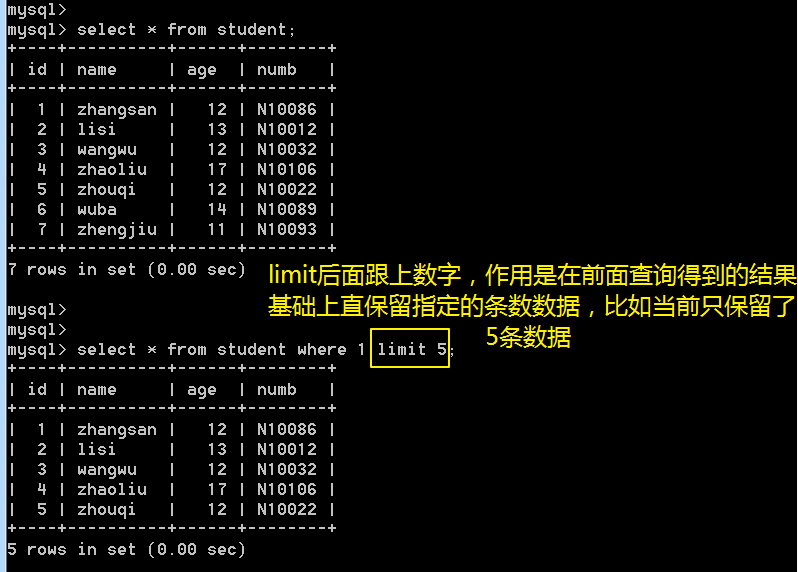 mysql>
mysql> select * from student;
+----+----------+------+--------+
| id | name     | age  | numb   |
+----+----------+------+--------+
|  1 | zhangsan |   12 | N10086 |
|  2 | lisi     |   13 | N10012 |
|  3 | wangwu   |   12 | N10032 |
|  4 | zhaoliu  |   17 | N10106 |
|  5 | zhouqi   |   12 | N10022 |
|  6 | wuba     |   14 | N10089 |
|  7 | zhengjiu |   11 | N10093 |
+----+----------+------+--------+
7 rows in set (0.00 sec)
limit后面跟上数字，作用是在前面查询得到的结果
基础上直保留指定的条数数据，比如当前只保留了
5条数据
mysql>
mysql>
mysql> select * from student where 1 limit 5;
+----+----------+------+--------+
| id | name     | age  | numb   |
+----+----------+------+--------+
|  1 | zhangsan |   12 | N10086 |
|  2 | lisi     |   13 | N10012 |
|  3 | wangwu   |   12 | N10032 |
|  4 | zhaoliu  |   17 | N10106 |
|  5 | zhouqi   |   12 | N10022 |
+----+----------+------+--------+
5 rows in set (0.00 sec)